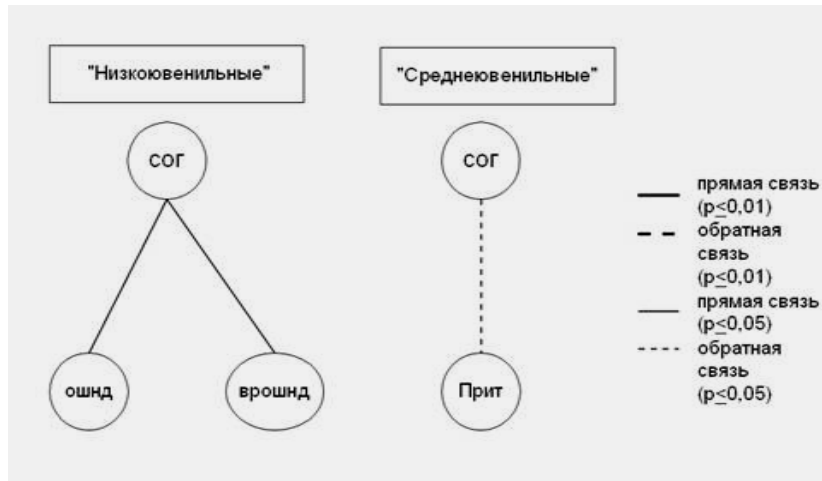 "Низкоювенильные"
"Среднеювенильные"
СОГ
СОГ
ошнд
врошнд
Прит
прямая связь
(p≤0,01)
обратная
связь
(p≤0,01)
прямая связь
(p≤0,05)
обратная
связь
(p≤0,05)